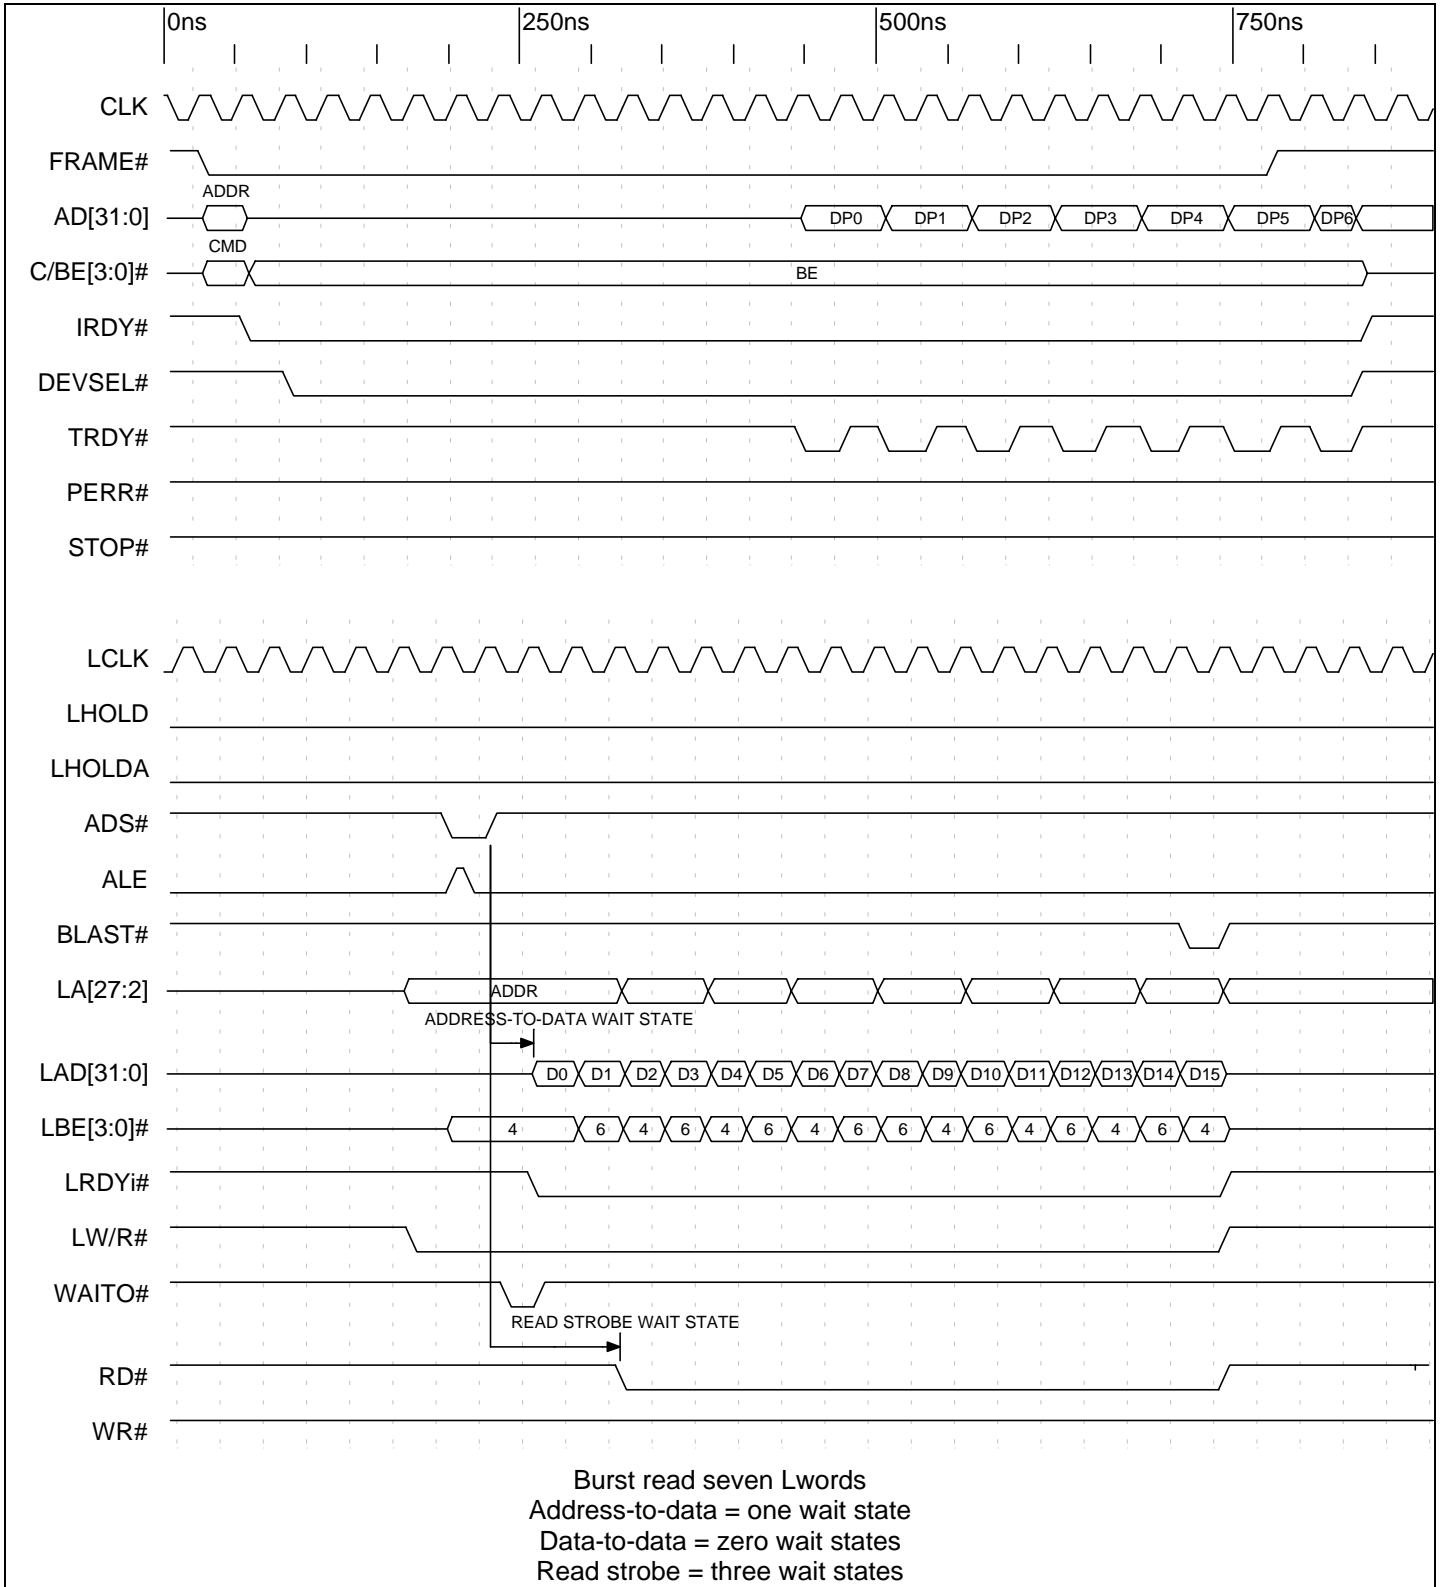 0ns 250ns 500ns 750ns
CLK
FRAME#
ADDR
AD[31:0] DP0 DP1 DP2 DP3 DP4 DP5 DP6
CMD
C/BE[3:0]# BE
IRDY#
DEVSEL#
TRDY#
PERR#
STOP#
LCLK
LHOLD
LHOLDA
ADS#
ALE
BLAST#
LA[27:2] ADDR
ADDRESS-TO-DATA WAIT STATE
LAD[31:0] D0 D1 D2 D3 D4 D5 D6 D7 D8 D9 D10 D11 D12 D13 D14 D15
LBE[3:0]# 4 6 4 6 4 6 4 6 6 4 6 4 6 4 6 4
LRDYi#
LW/R#
WAITO#
READ STROBE WAIT STATE
RD#
WR#
Burst read seven Lwords
Address-to-data = one wait state
Data-to-data = zero wait states
Read strobe = three wait states